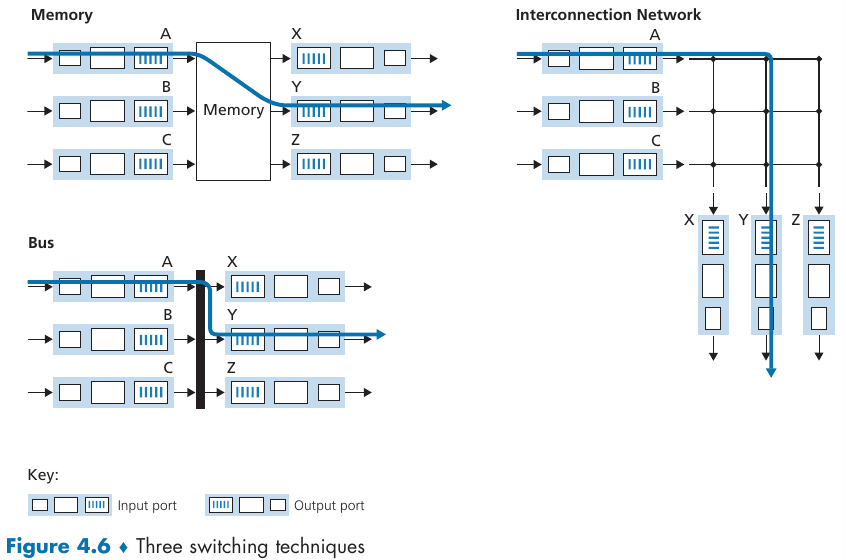 Memory
A
X
B
Y
Memory
C
Z
Interconnection Network
A
B
C
X
Y
Z
Bus
A
X
B
Y
C
Z
Key:
Input port
Output port
Figure 4.6 ♦ Three switching techniques